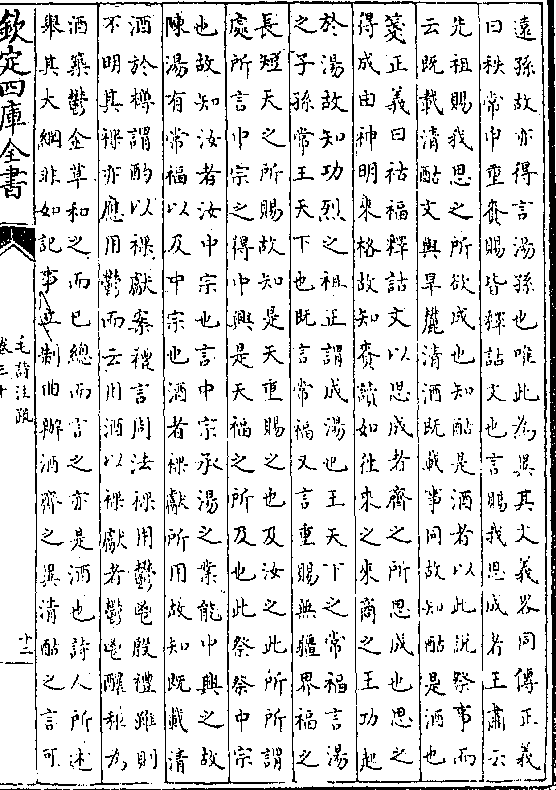 遠孫故亦得言湯孫也唯此為異其文義畧同傳正義
曰秩常申重賚賜皆釋詁文也言賜我思成者王肅云
先祖賜我思之所欲成也知酤是酒者以此說祭事而
云既載清酤文與旱麓清酒既載事同故知酤是酒也
箋正義曰祜福釋詁文以思成者齊之所思成也思之
得成由神明來格故知賚讀如往來之來商之王功起
於湯故知功烈之祖正謂成湯也王天下之常福言湯
之子孫常王天下也既言常福又言重賜無疆界福之
長短天之所賜故知是天重賜之也及汝之此所所謂
處所言中宗之得中興是天福之所及也此祭祭中宗
也故知汝者汝中宗也言中宗承湯之業能中興之故
陳湯有常福以及中宗也酒者祼獻所用故知既載清
酒於樽謂酌以祼獻案禮言周法祼用鬱鬯殷禮雖則
不明其祼亦應用鬱而云用酒以祼獻者鬱鬯釀秬為
酒築鬱金草和之而已總而言之亦是酒也詩人所述
舉其大綱非如記事立制曲辦酒齊之異清酤之言可
欽定四庫全書
毛詩注疏
卷三十
十二